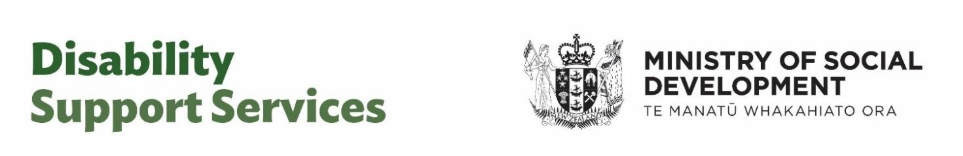 Disability
Support Services
MINISTRY OF SOCIAL
DEVELOPMENT
TE MANATŪ WHAKAHIATO ORA